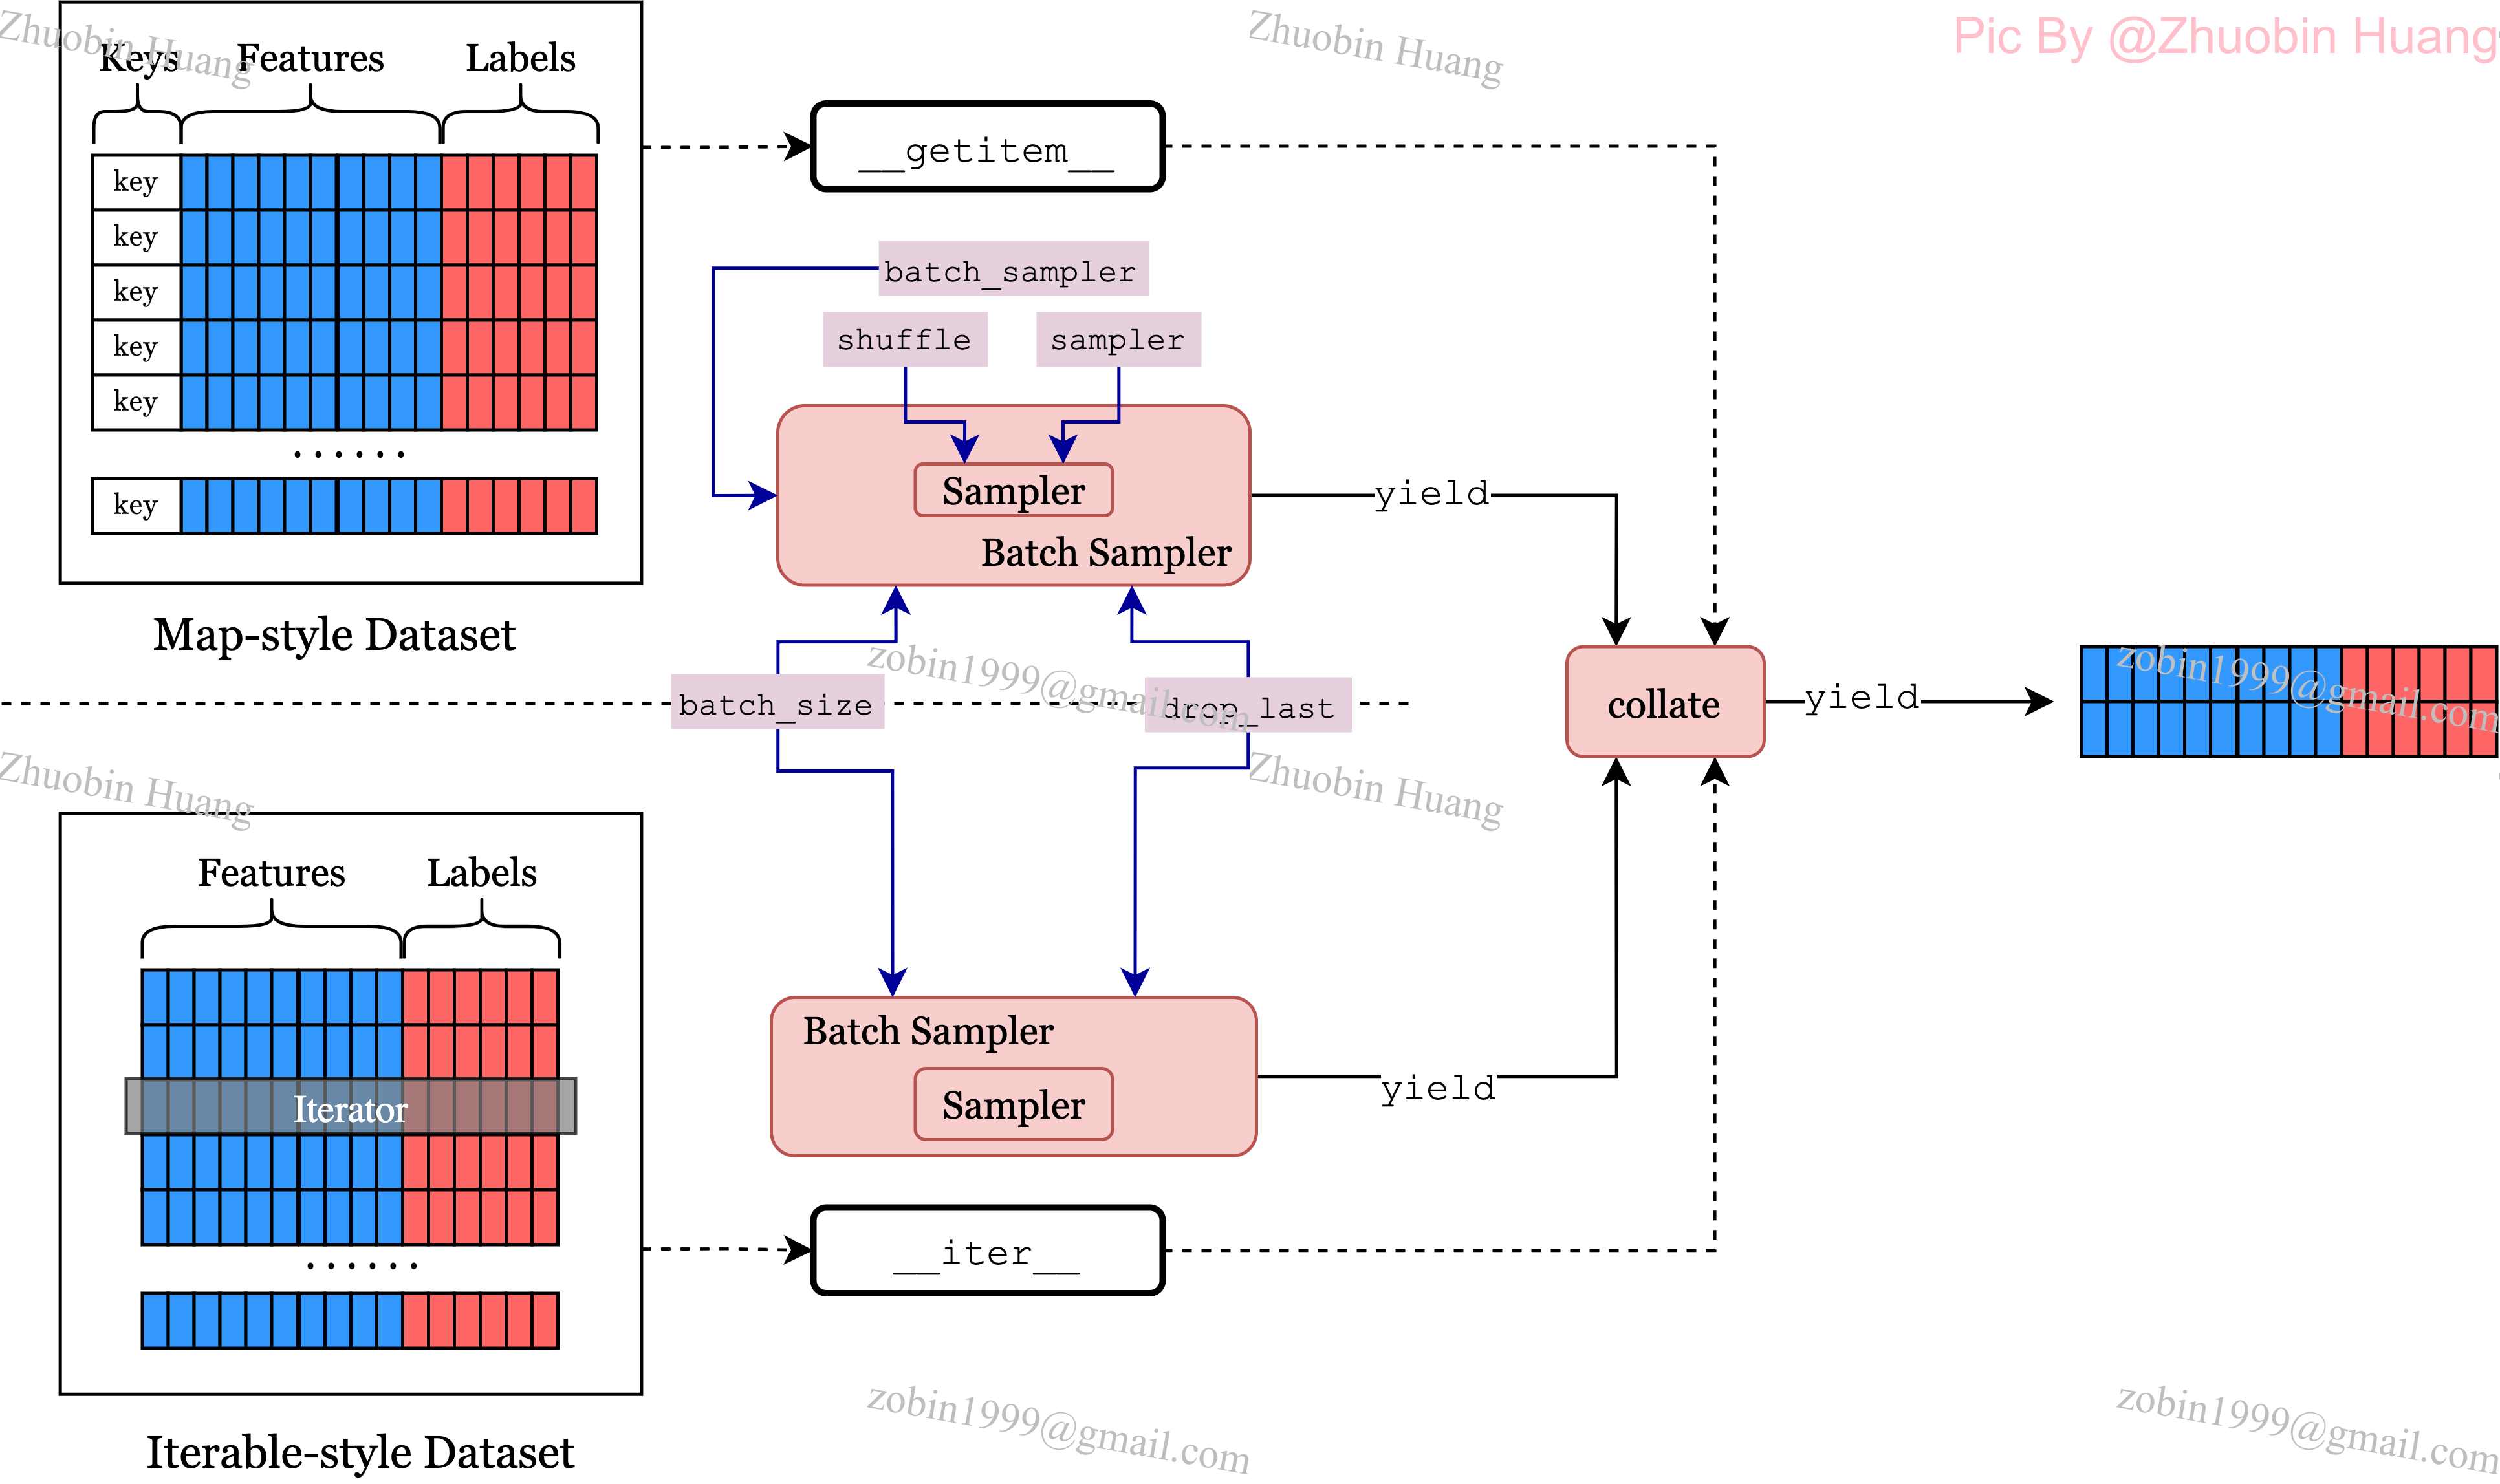 Zhuobin Huang
Zhuobin Huang
Pic By @Zhuobin Huang
Keys
Features
Labels
key
key
key
key
key
......
key
Map-style Dataset
__getitem__
batch_sampler
shuffle
sampler
Sampler
Batch Sampler
yield
zobin1999@gmail.com
zobin1999@gmail.com
batch_size
drop_last
collate
yield
Zhuobin Huang
Zhuobin Huang
Features
Labels
Iterator
......
Iterable-style Dataset
Batch Sampler
Sampler
yield
__iter__
zobin1999@gmail.com
zobin1999@gmail.com